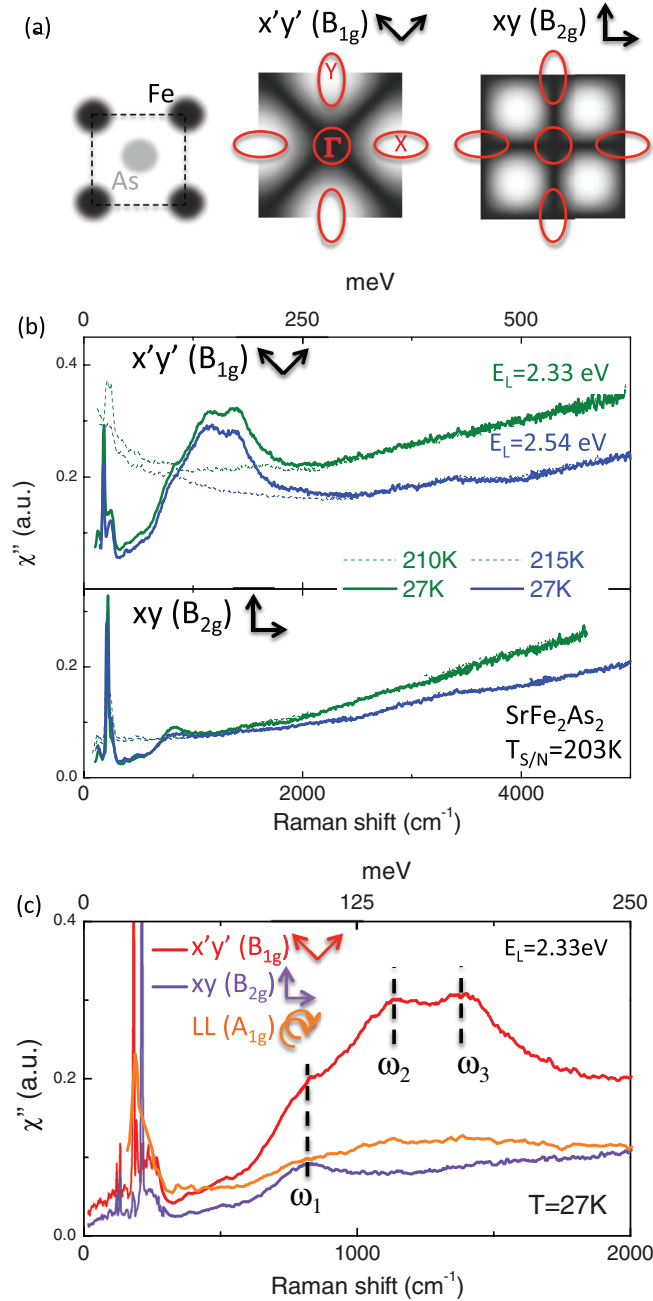 (a)
x'y' (B1g)
xy (B2g)
Fe
As
Y
Γ
X
meV
0 250 500
(b)
x'y' (B1g)
EL=2.33 eV
EL=2.54 eV
0.4
0.2
χ'' (a.u.)
210K 215K
27K 27K
xy (B2g)
0.2
0.0
SrFe2As2
TS/N=203K
0 2000 4000
Raman shift (cm-1)
meV
0 125 250
(c)
0.4
x'y' (B1g)
EL=2.33eV
xy (B2g)
LL (A1g)
0.2
χ'' (a.u.)
ω2 ω3
ω1
T=27K
0.0
0 1000 2000
Raman shift (cm-1)